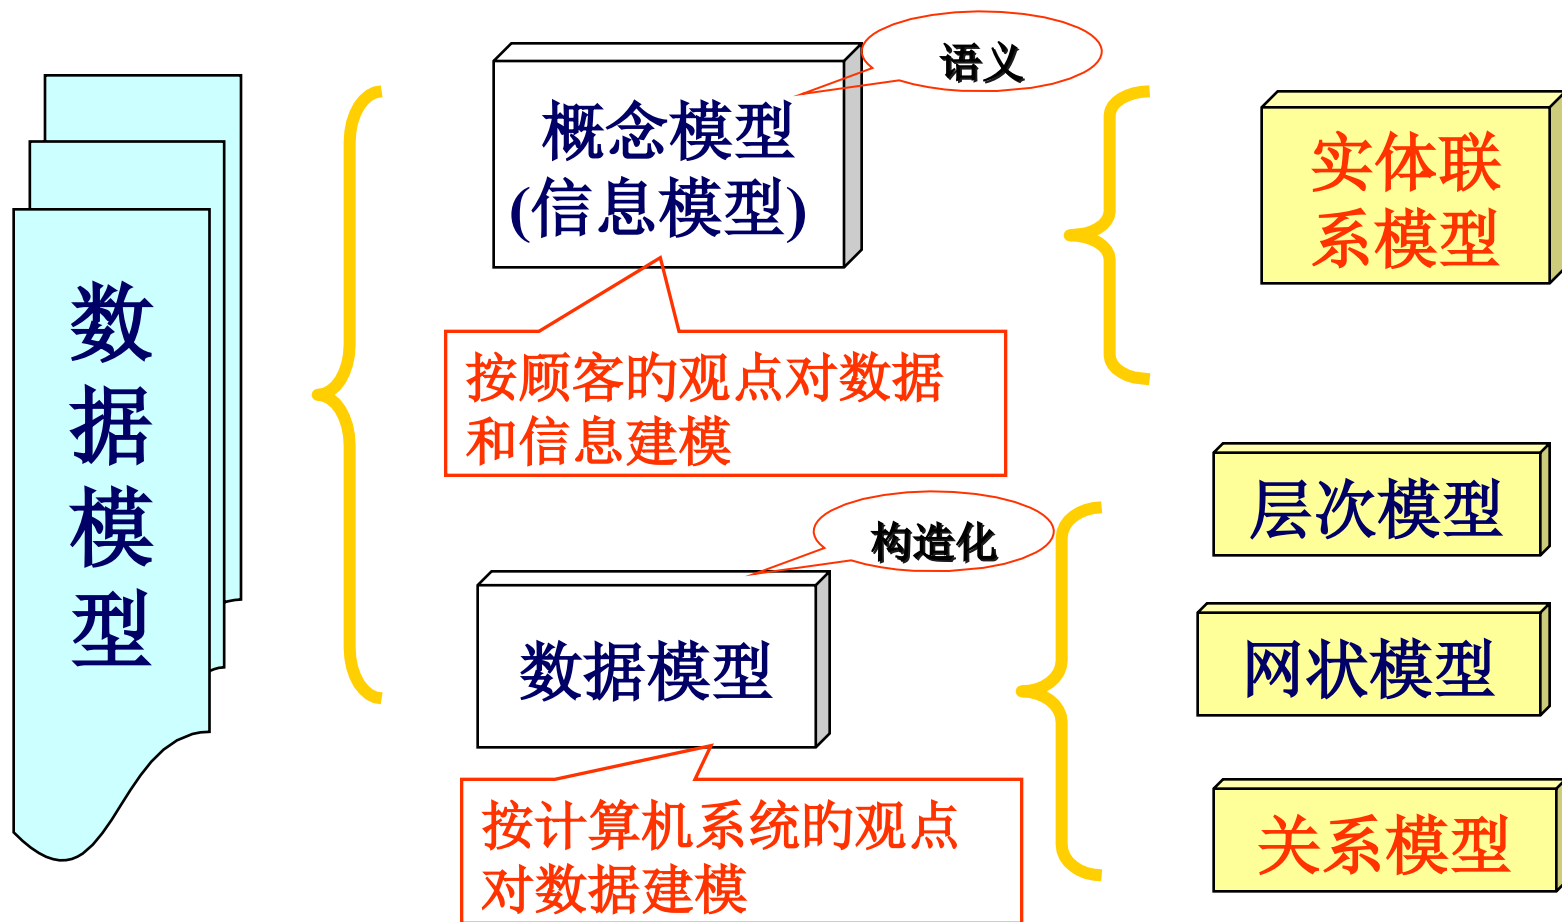 数
据
模
型
语义
概念模型
(信息模型)
按顾客旳观点对数据
和信息建模
实体联
系模型
构造化
数据模型
按计算机系统旳观点
对数据建模
层次模型
网状模型
关系模型